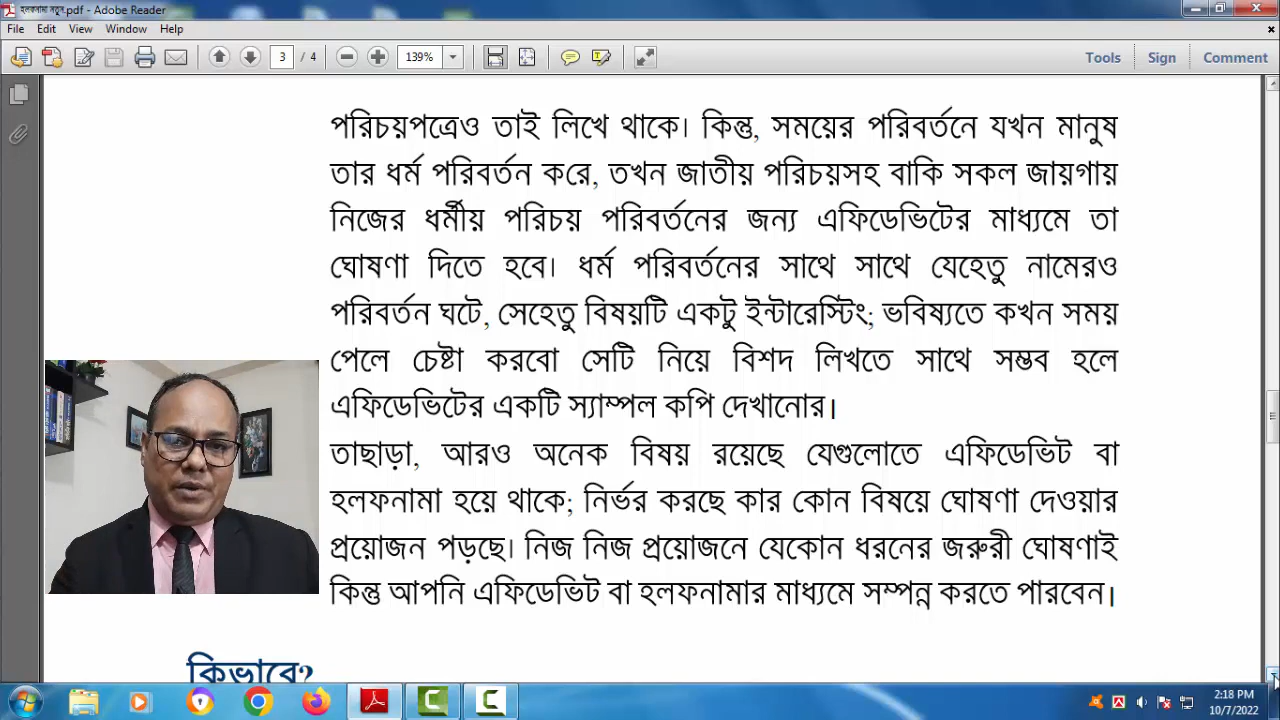 হলফনামা নতুন.pdf - Adobe Reader
File Edit View Window Help
3 / 4 139% Tools Sign Comment
পরিচয়পত্রেও তাই লিখে থাকে। কিন্তু, সময়ের পরিবর্তনে যখন মানুষ
তার ধর্ম পরিবর্তন করে, তখন জাতীয় পরিচয়সহ বাকি সকল জায়গায়
নিজের ধর্মীয় পরিচয় পরিবর্তনের জন্য এফিডেভিটের মাধ্যমে তা
ঘোষণা দিতে হবে। ধর্ম পরিবর্তনের সাথে সাথে যেহেতু নামেরও
পরিবর্তন ঘটে, সেহেতু বিষয়টি একটু ইন্টারেস্টিং; ভবিষ্যতে কখন সময়
পেলে চেষ্টা করবো সেটি নিয়ে বিশদ লিখতে সাথে সম্ভব হলে
এফিডেভিটের একটি স্যাম্পল কপি দেখানোর।
তাছাড়া, আরও অনেক বিষয় রয়েছে যেগুলোতে এফিডেভিট বা
হলফনামা হয়ে থাকে; নির্ভর করছে কার কোন বিষয়ে ঘোষণা দেওয়ার
প্রয়োজন পড়ছে। নিজ নিজ প্রয়োজনে যেকোন ধরনের জরুরী ঘোষণাই
কিন্তু আপনি এফিডেভিট বা হলফনামার মাধ্যমে সম্পন্ন করতে পারবেন।
কিভাবে?
2:18 PM
10/7/2022